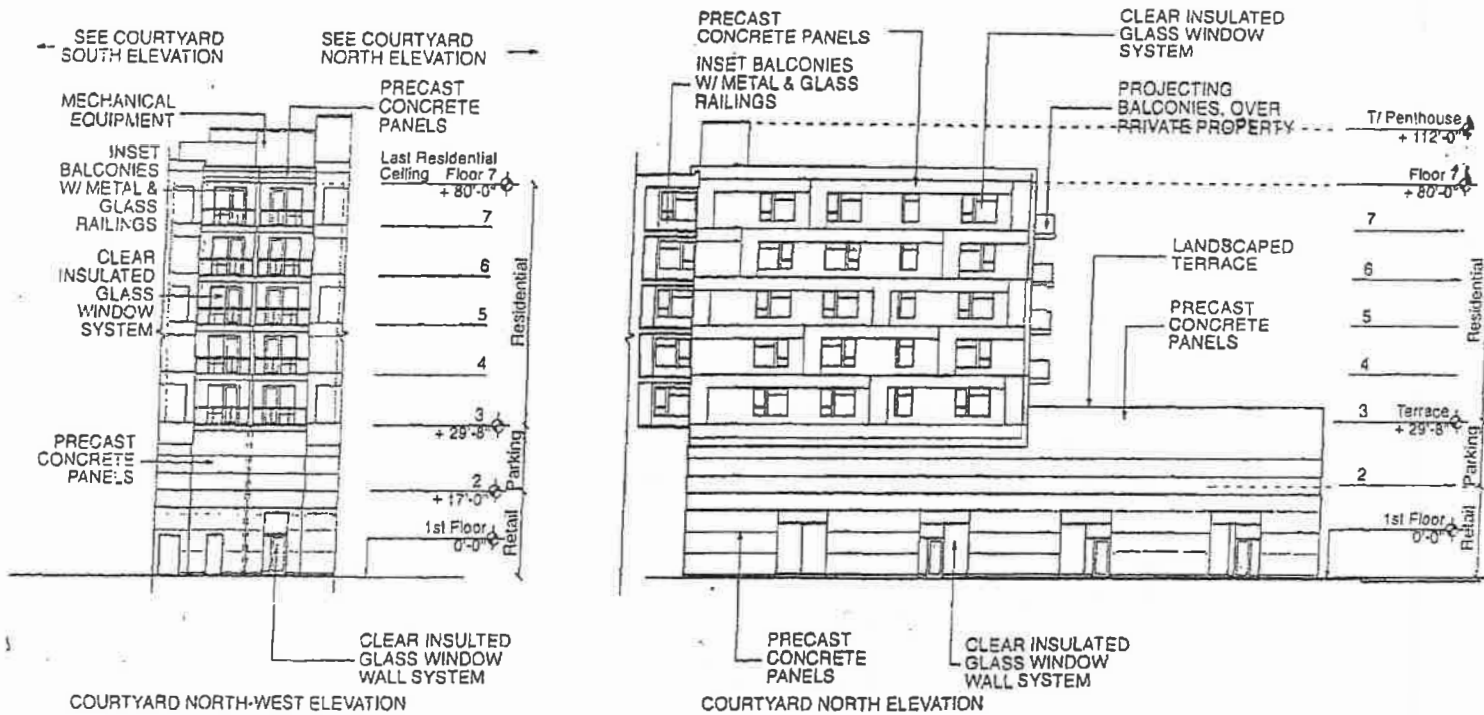 SEE COURTYARD
SOUTH ELEVATION
SEE COURTYARD
NORTH ELEVATION
MECHANICAL
EQUIPMENT
PRECAST
CONCRETE
PANELS
INSET
BALCONIES
W/ METAL &
GLASS
RAILINGS
Last Residential
Ceiling Floor 7
+ 80'-0"
CLEAR
INSULATED
GLASS
WINDOW
SYSTEM
7
6
5
4
3
+ 29'-8"
2
+ 17'-0"
1st Floor
0'-0"
Residential
Parking
Retail
PRECAST
CONCRETE
PANELS
CLEAR INSULTED
GLASS WINDOW
WALL SYSTEM
COURTYARD NORTH-WEST ELEVATION
PRECAST
CONCRETE PANELS
INSET BALCONIES
W/ METAL & GLASS
RAILINGS
CLEAR INSULATED
GLASS WINDOW
SYSTEM
PROJECTING
BALCONIES, OVER
PRIVATE PROPERTY
T/ Penthouse
+ 112'-0"
Floor
+ 80'-0"
LANDSCAPED
TERRACE
PRECAST
CONCRETE
PANELS
7
6
5
4
3 Terrace
+ 29'-8"
2
1st Floor
0'-0"
Residential
Parking
Retail
PRECAST
CONCRETE
PANELS
CLEAR INSULATED
GLASS WINDOW
WALL SYSTEM
COURTYARD NORTH ELEVATION